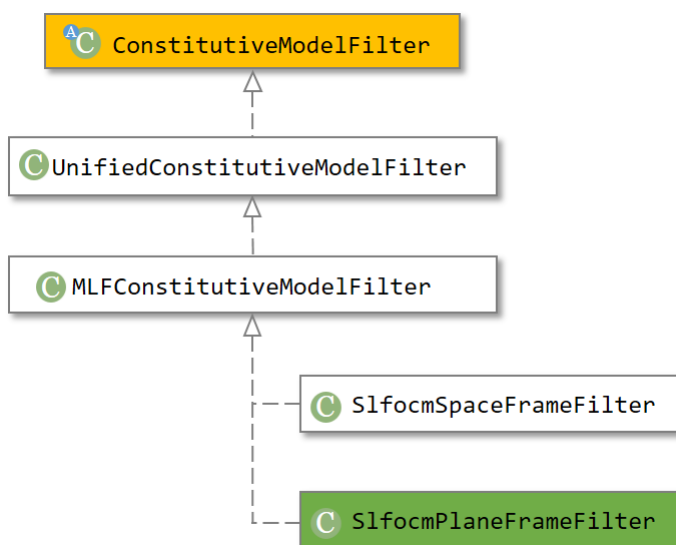 A C ConstitutiveModelFilter
C UnifiedConstitutiveModelFilter
C MLFConstitutiveModelFilter
C SlfocmSpaceFrameFilter
C SlfocmPlaneFrameFilter